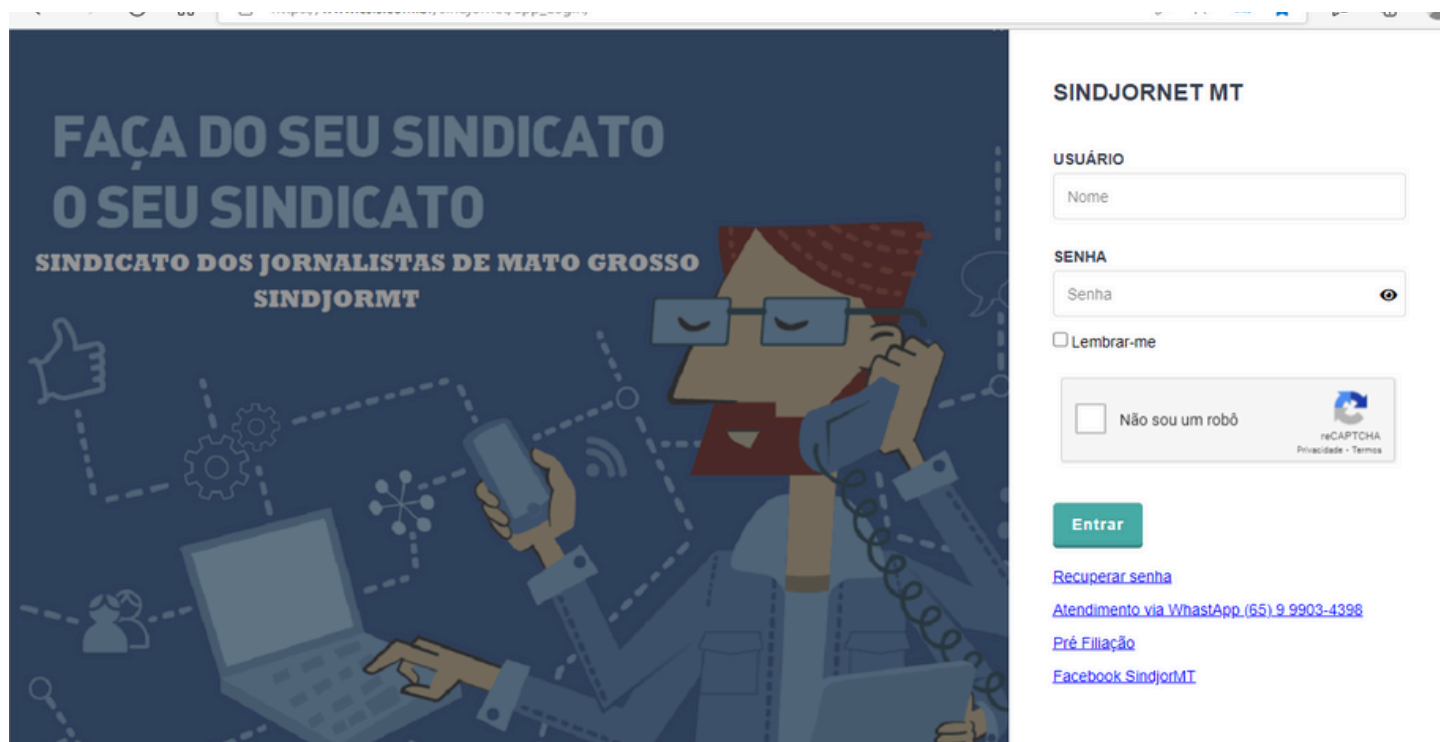 FAÇA DO SEU SINDICATO
O SEU SINDICATO
SINDICATO DOS JORNALISTAS DE MATO GROSSO
SINDJORMT
SINDJORNET MT
USUÁRIO
Nome
SENHA
Senha
Lembrar-me
Não sou um robô
reCAPTCHA
Privacidade - Termos
Entrar
Recuperar senha
Atendimento via WhastApp (65) 9 9903-4398
Pré Filiação
Facebook SindjorMT